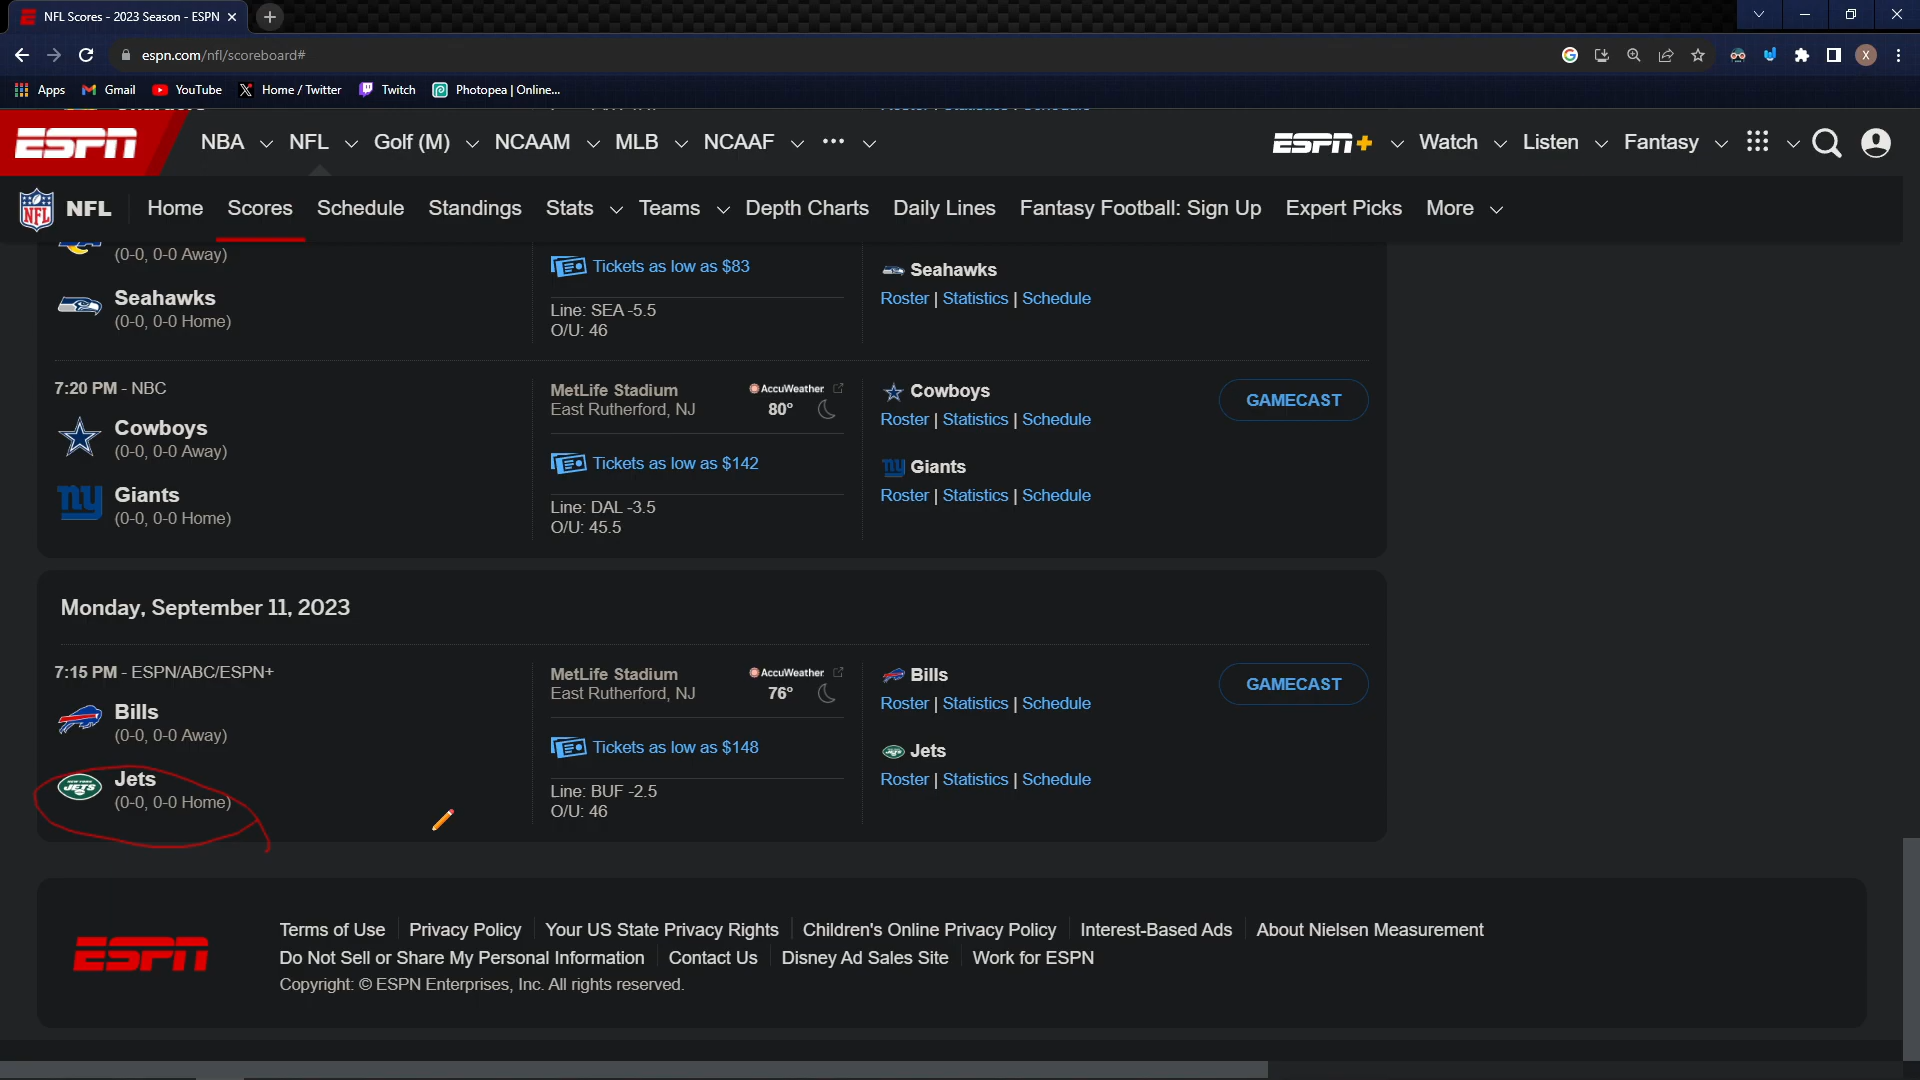 NFL Scores - 2023 Season - ESPN
espn.com/nfl/scoreboard#
X
Apps
Gmail
YouTube
Home / Twitter
Twitch
Photopea | Online...
ESPN
NBA
NFL
Golf (M)
NCAAM
MLB
NCAAF
ESPN+
Watch
Listen
Fantasy
NFL
NFL
Home
Scores
Schedule
Standings
Stats
Teams
Depth Charts
Daily Lines
Fantasy Football: Sign Up
Expert Picks
More
(0-0, 0-0 Away)
Seahawks
(0-0, 0-0 Home)
Tickets as low as $83
Line: SEA -5.5
O/U: 46
Seahawks
Roster | Statistics | Schedule
7:20 PM - NBC
Cowboys
(0-0, 0-0 Away)
ny
Giants
(0-0, 0-0 Home)
MetLife Stadium
East Rutherford, NJ
AccuWeather
80°
Tickets as low as $142
Line: DAL -3.5
O/U: 45.5
Cowboys
Roster | Statistics | Schedule
ny
Giants
Roster | Statistics | Schedule
GAMECAST
Monday, September 11, 2023
7:15 PM - ESPN/ABC/ESPN+
Bills
(0-0, 0-0 Away)
JETS
Jets
(0-0, 0-0 Home)
MetLife Stadium
East Rutherford, NJ
AccuWeather
76°
Tickets as low as $148
Line: BUF -2.5
O/U: 46
Bills
Roster | Statistics | Schedule
Jets
Roster | Statistics | Schedule
GAMECAST
ESPN
Terms of Use
Privacy Policy
Your US State Privacy Rights
Children's Online Privacy Policy
Interest-Based Ads
About Nielsen Measurement
Do Not Sell or Share My Personal Information
Contact Us
Disney Ad Sales Site
Work for ESPN
Copyright: © ESPN Enterprises, Inc. All rights reserved.